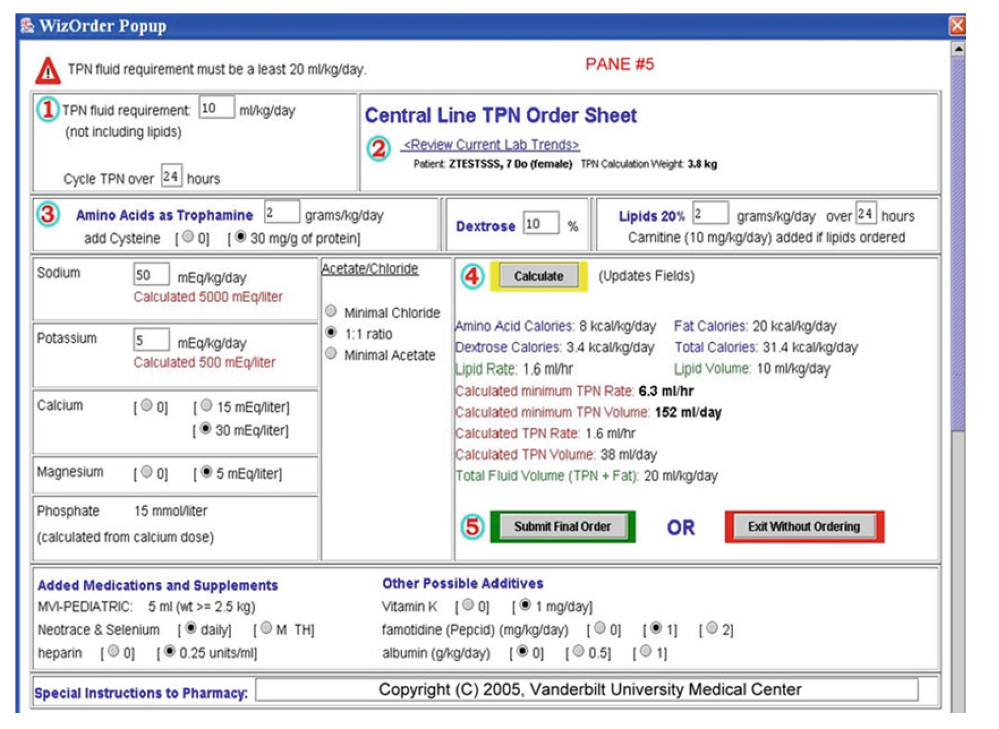 WizOrder Popup
TPN fluid requirement must be a least 20 ml/kg/day.
PANE #5
1 TPN fluid requirement: 10 ml/kg/day
(not including lipids)
Cycle TPN over 24 hours
Central Line TPN Order Sheet
2 <Review Current Lab Trends>
Patient: ZTESTSSS, 7 Do (female) TPN Calculation Weight: 3.8 kg
3 Amino Acids as Trophamine 2 grams/kg/day
add Cysteine [ 0] [ 30 mg/g of protein]
Dextrose 10 %
Lipids 20% 2 grams/kg/day over 24 hours
Carnitine (10 mg/kg/day) added if lipids ordered
Sodium 50 mEq/kg/day
Calculated 5000 mEq/liter
Potassium 5 mEq/kg/day
Calculated 500 mEq/liter
Calcium [ 0] [ 15 mEq/liter]
[ 30 mEq/liter]
Magnesium [ 0] [ 5 mEq/liter]
Phosphate 15 mmol/liter
(calculated from calcium dose)
Acetate/Chloride
Minimal Chloride
1:1 ratio
Minimal Acetate
4 Calculate (Updates Fields)
Amino Acid Calories: 8 kcal/kg/day Fat Calories: 20 kcal/kg/day
Dextrose Calories: 3.4 kcal/kg/day Total Calories: 31.4 kcal/kg/day
Lipid Rate: 1.6 ml/hr Lipid Volume: 10 ml/kg/day
Calculated minimum TPN Rate: 6.3 ml/hr
Calculated minimum TPN Volume: 152 ml/day
Calculated TPN Rate: 1.6 ml/hr
Calculated TPN Volume: 38 ml/day
Total Fluid Volume (TPN + Fat): 20 ml/kg/day
5 Submit Final Order OR Exit Without Ordering
Added Medications and Supplements
MVI-PEDIATRIC: 5 ml (wt >= 2.5 kg)
Neotrace & Selenium [ daily] [ M TH]
heparin [ 0] [ 0.25 units/ml]
Other Possible Additives
Vitamin K [ 0] [ 1 mg/day]
famotidine (Pepcid) (mg/kg/day) [ 0] [ 1] [ 2]
albumin (g/kg/day) [ 0] [ 0.5] [ 1]
Special Instructions to Pharmacy: Copyright (C) 2005, Vanderbilt University Medical Center